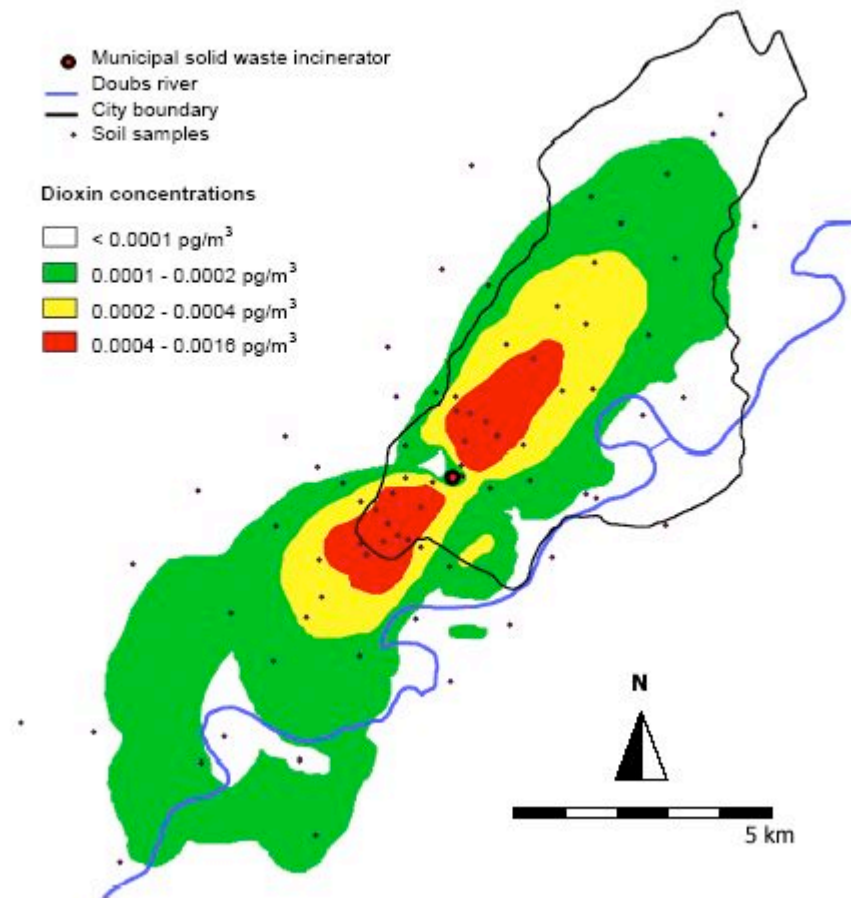 Municipal solid waste incinerator
Doubs river
City boundary
Soil samples
Dioxin concentrations
< 0.0001 pg/m³
0.0001 - 0.0002 pg/m³
0.0002 - 0.0004 pg/m³
0.0004 - 0.0016 pg/m³
N
5 km